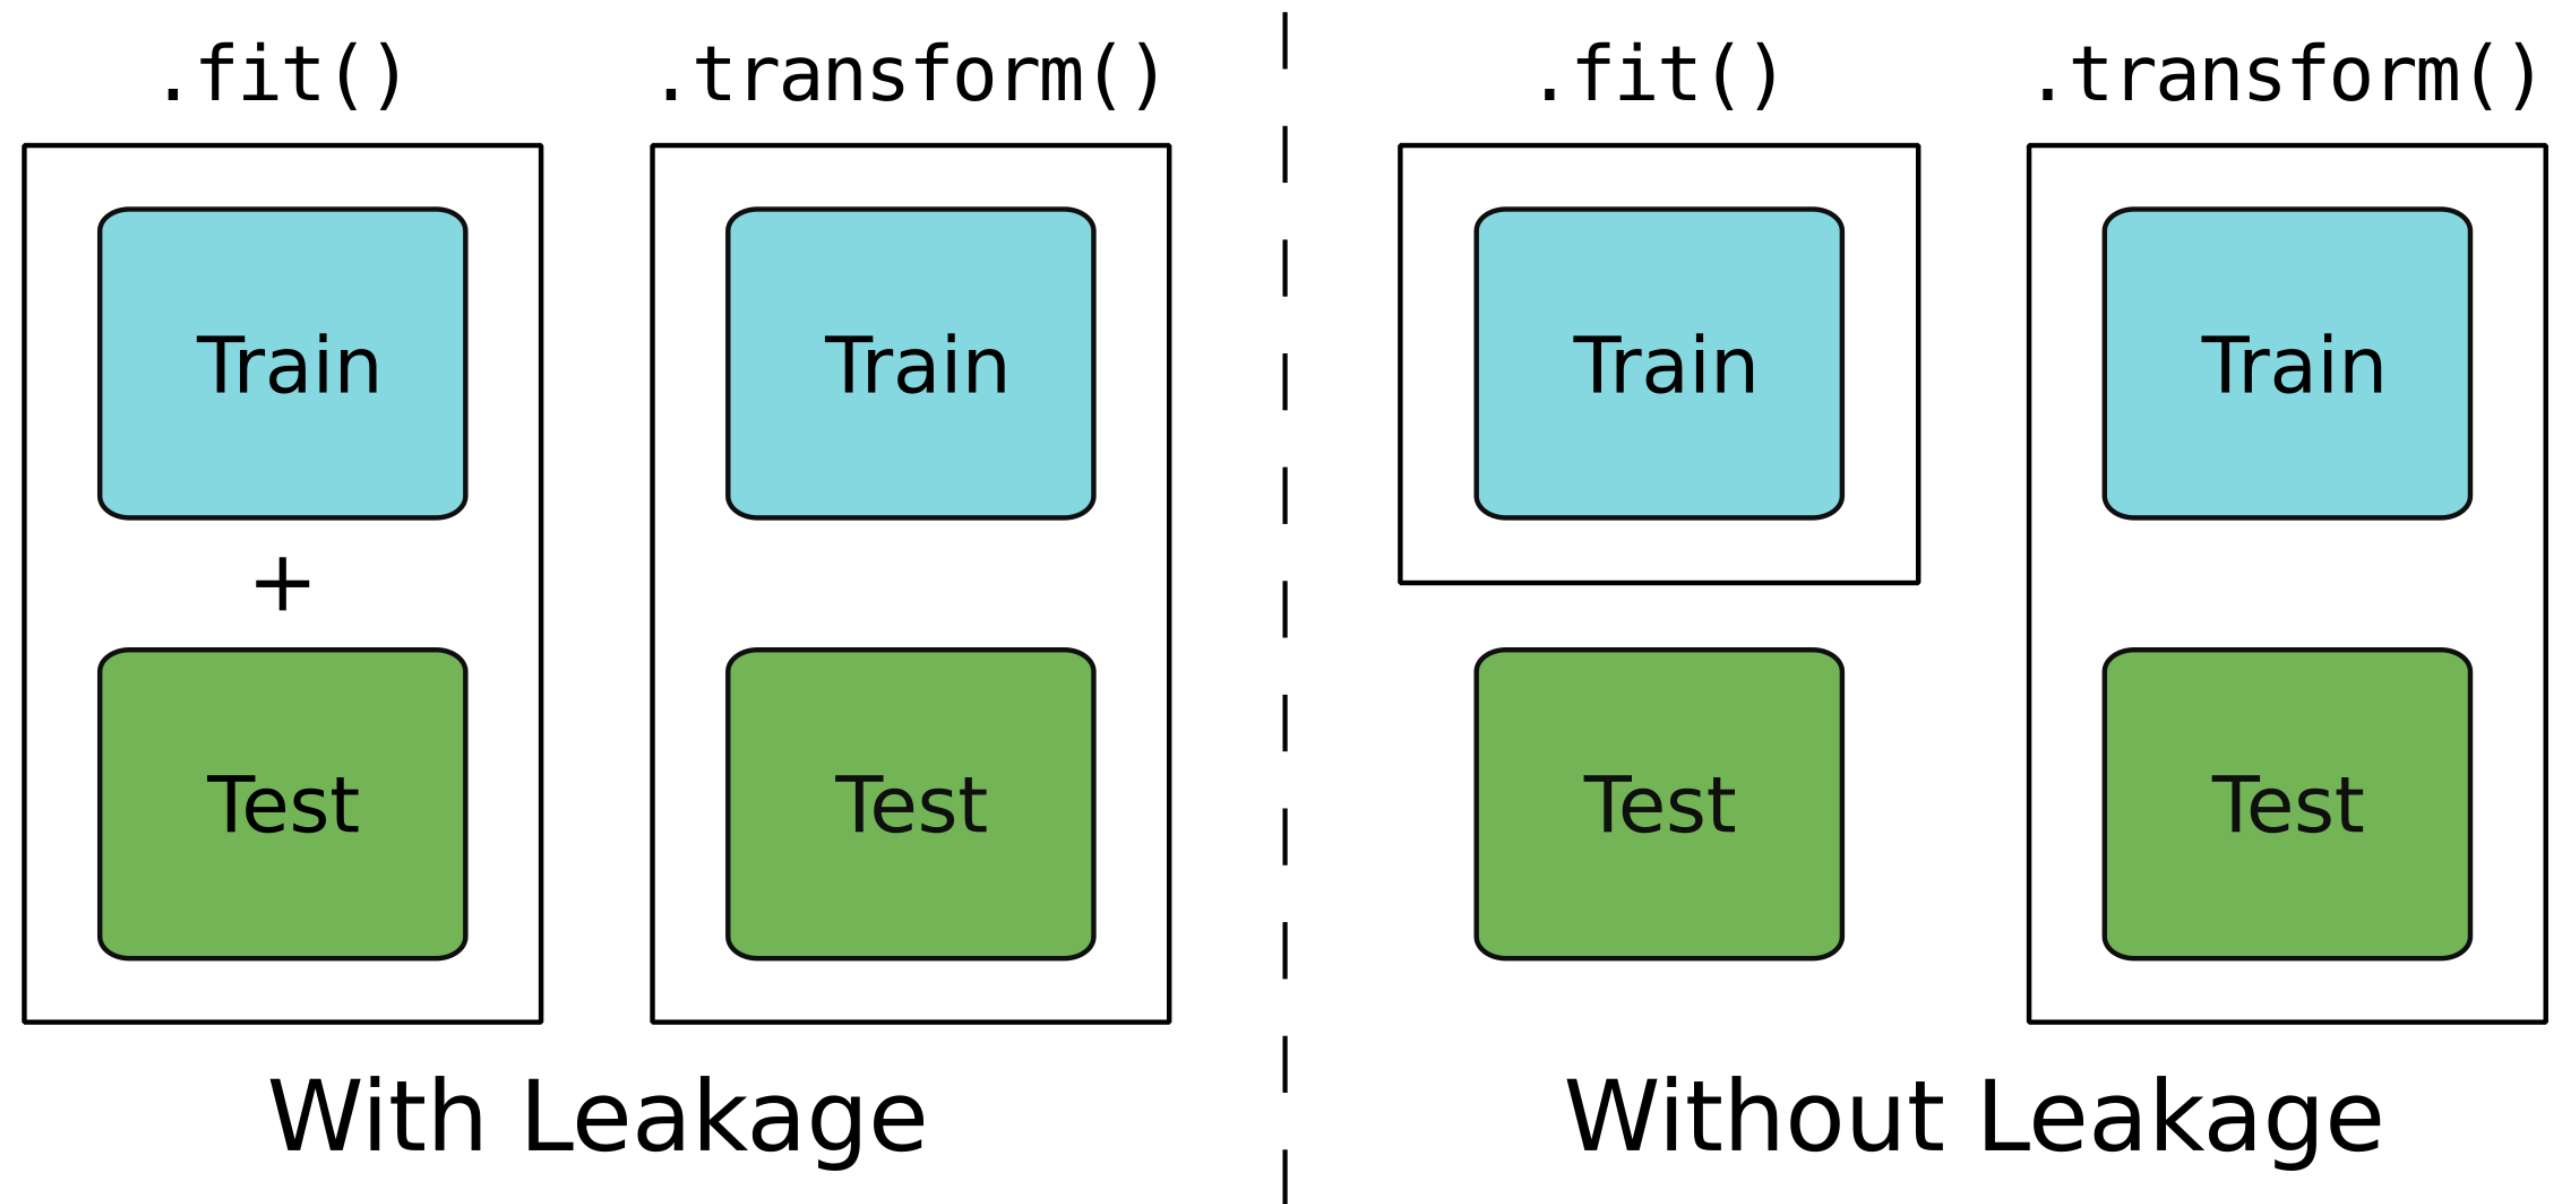 .fit()
.transform()
Train
Train
+
Test
Test
With Leakage
.fit()
.transform()
Train
Train
Test
Test
Without Leakage